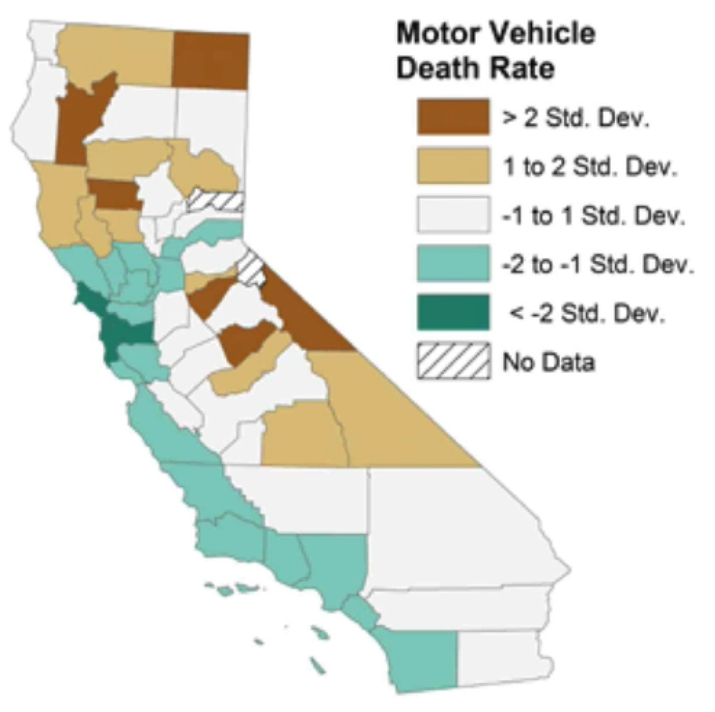 Motor Vehicle
Death Rate
> 2 Std. Dev.
1 to 2 Std. Dev.
-1 to 1 Std. Dev.
-2 to -1 Std. Dev.
< -2 Std. Dev.
No Data